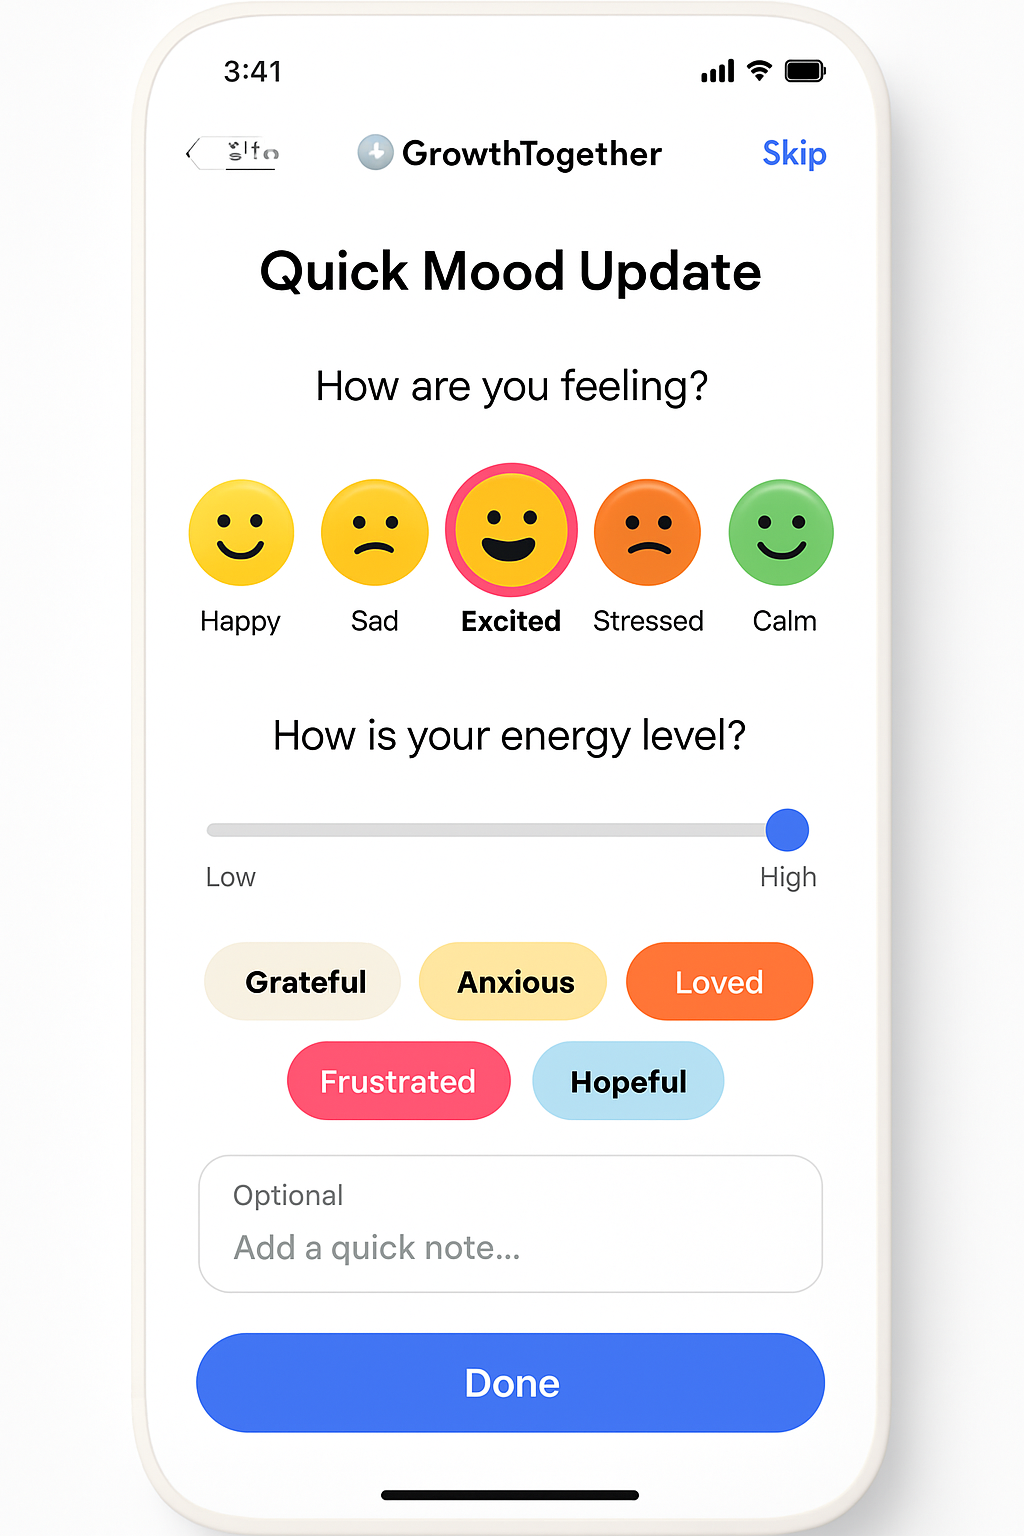 3:41
GrowthTogether
Skip
Quick Mood Update
How are you feeling?
Happy Sad Excited Stressed Calm
How is your energy level?
Low High
Grateful Anxious Loved
Frustrated Hopeful
Optional
Add a quick note...
Done